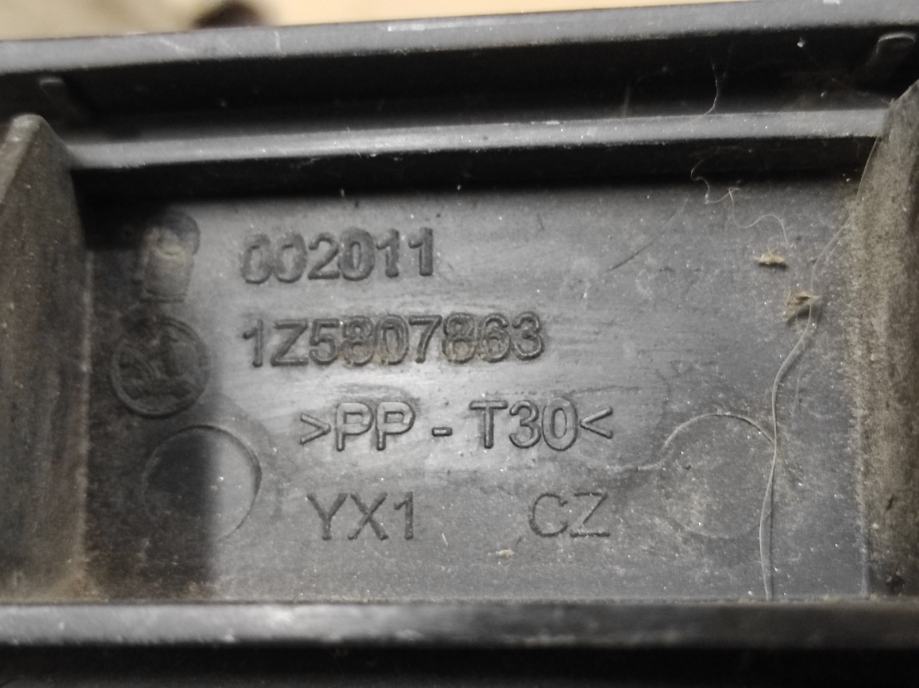 002011
1Z5807863
>PP - T30<
YX1 CZ